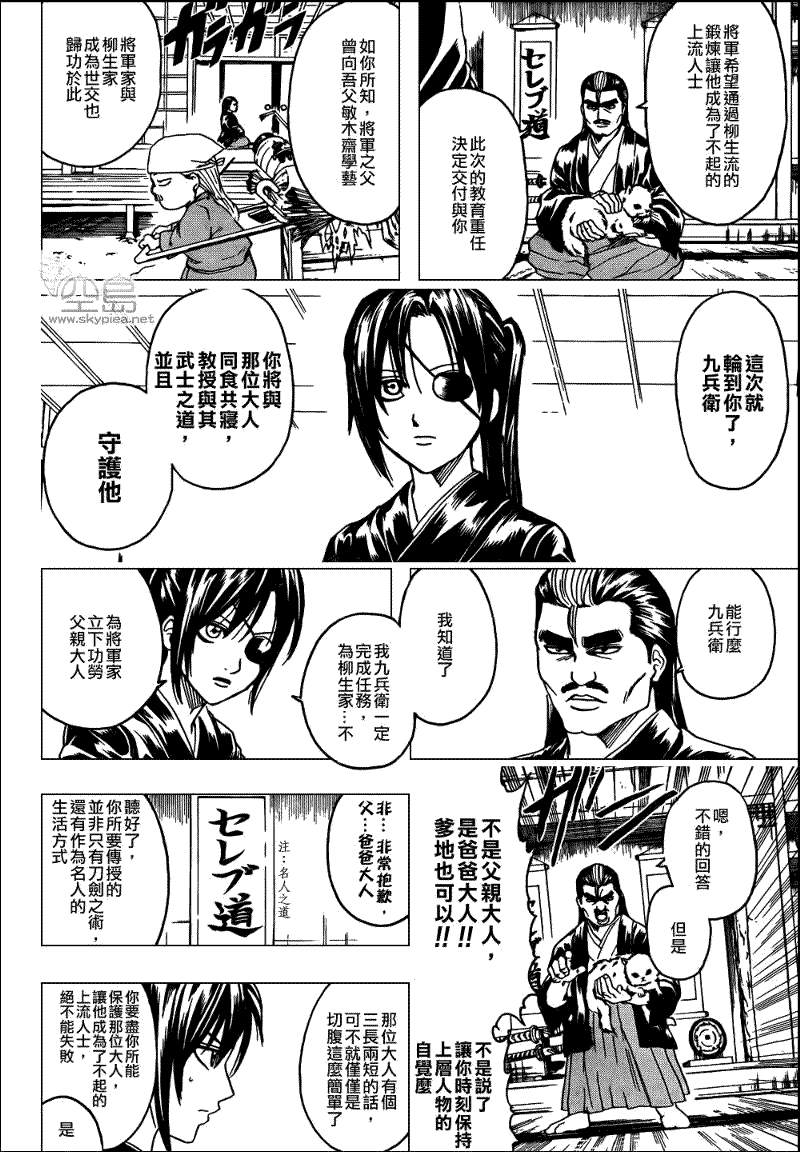 將軍希望通過柳生流的
鍛煉讓他成為了不起的
上流人士
セレブ道
此次的教育重任
決定交付與你
如你所知，將軍之父
曾向吾父敏木齋學藝
ガラガラ
將軍家與
柳生家
成為世交也
歸功於此
空島
www.skypiea.net
這次就
輪到你了，
九兵衛
你將與
那位大人
同食共寢，
教授與其
武士之道，
並且
守護他
能行麼
九兵衛
我知道了
我九兵衛一定
完成任務，
為柳生家…不
為將軍家
立下功勞
父親大人
嗯，
不錯的回答
但是
不是父親大人，
是爸爸大人!!
爹地也可以!!
不是說了
讓你時刻保持
上層人物的
自覺麼
非…非常抱歉，
父…爸爸大人
注：名人之道
セレブ道
聽好了，
你所要傳授的
並非只有刀劍之術，
還有作為名人的
生活方式
那位大人有個
三長兩短的話，
可不就僅僅是
切腹這麼簡單了
你要盡你所能
保護那位大人，
讓他成為了不起的
上流人士，
絕不能失敗
是